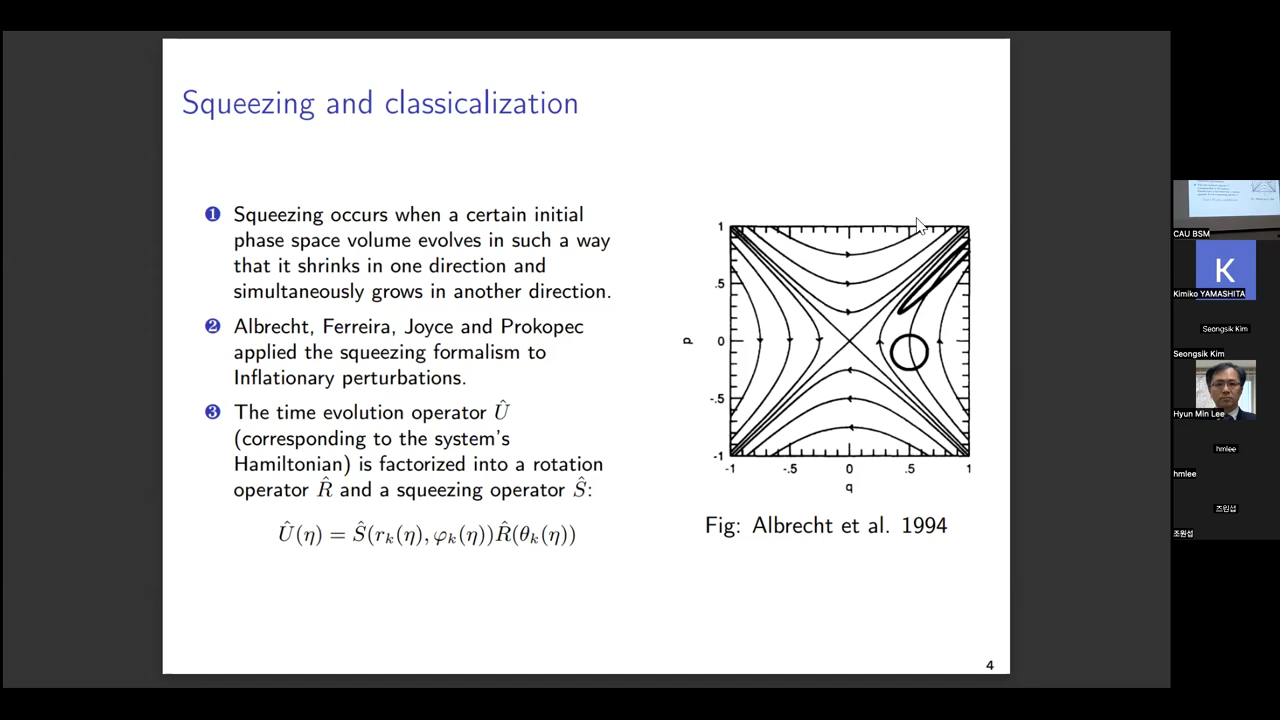 Squeezing and classicalization
❶ Squeezing occurs when a certain initial
phase space volume evolves in such a way
that it shrinks in one direction and
simultaneously grows in another direction.
❷ Albrecht, Ferreira, Joyce and Prokopec
applied the squeezing formalism to
Inflationary perturbations.
❸ The time evolution operator Û
(corresponding to the system's
Hamiltonian) is factorized into a rotation
operator R̂ and a squeezing operator Ŝ:
Û(η) = Ŝ(rₖ(η), φₖ(η))R̂(θₖ(η))
1
.5
0
-.5
-1
p
-1
-.5
0
.5
1
q
Fig: Albrecht et al. 1994
4
CAU BSM
K
Kimiko YAMASHITA
Seongsik Kim
Seongsik Kim
Hyun Min Lee
hmlee
hmlee
조원섭
조원섭